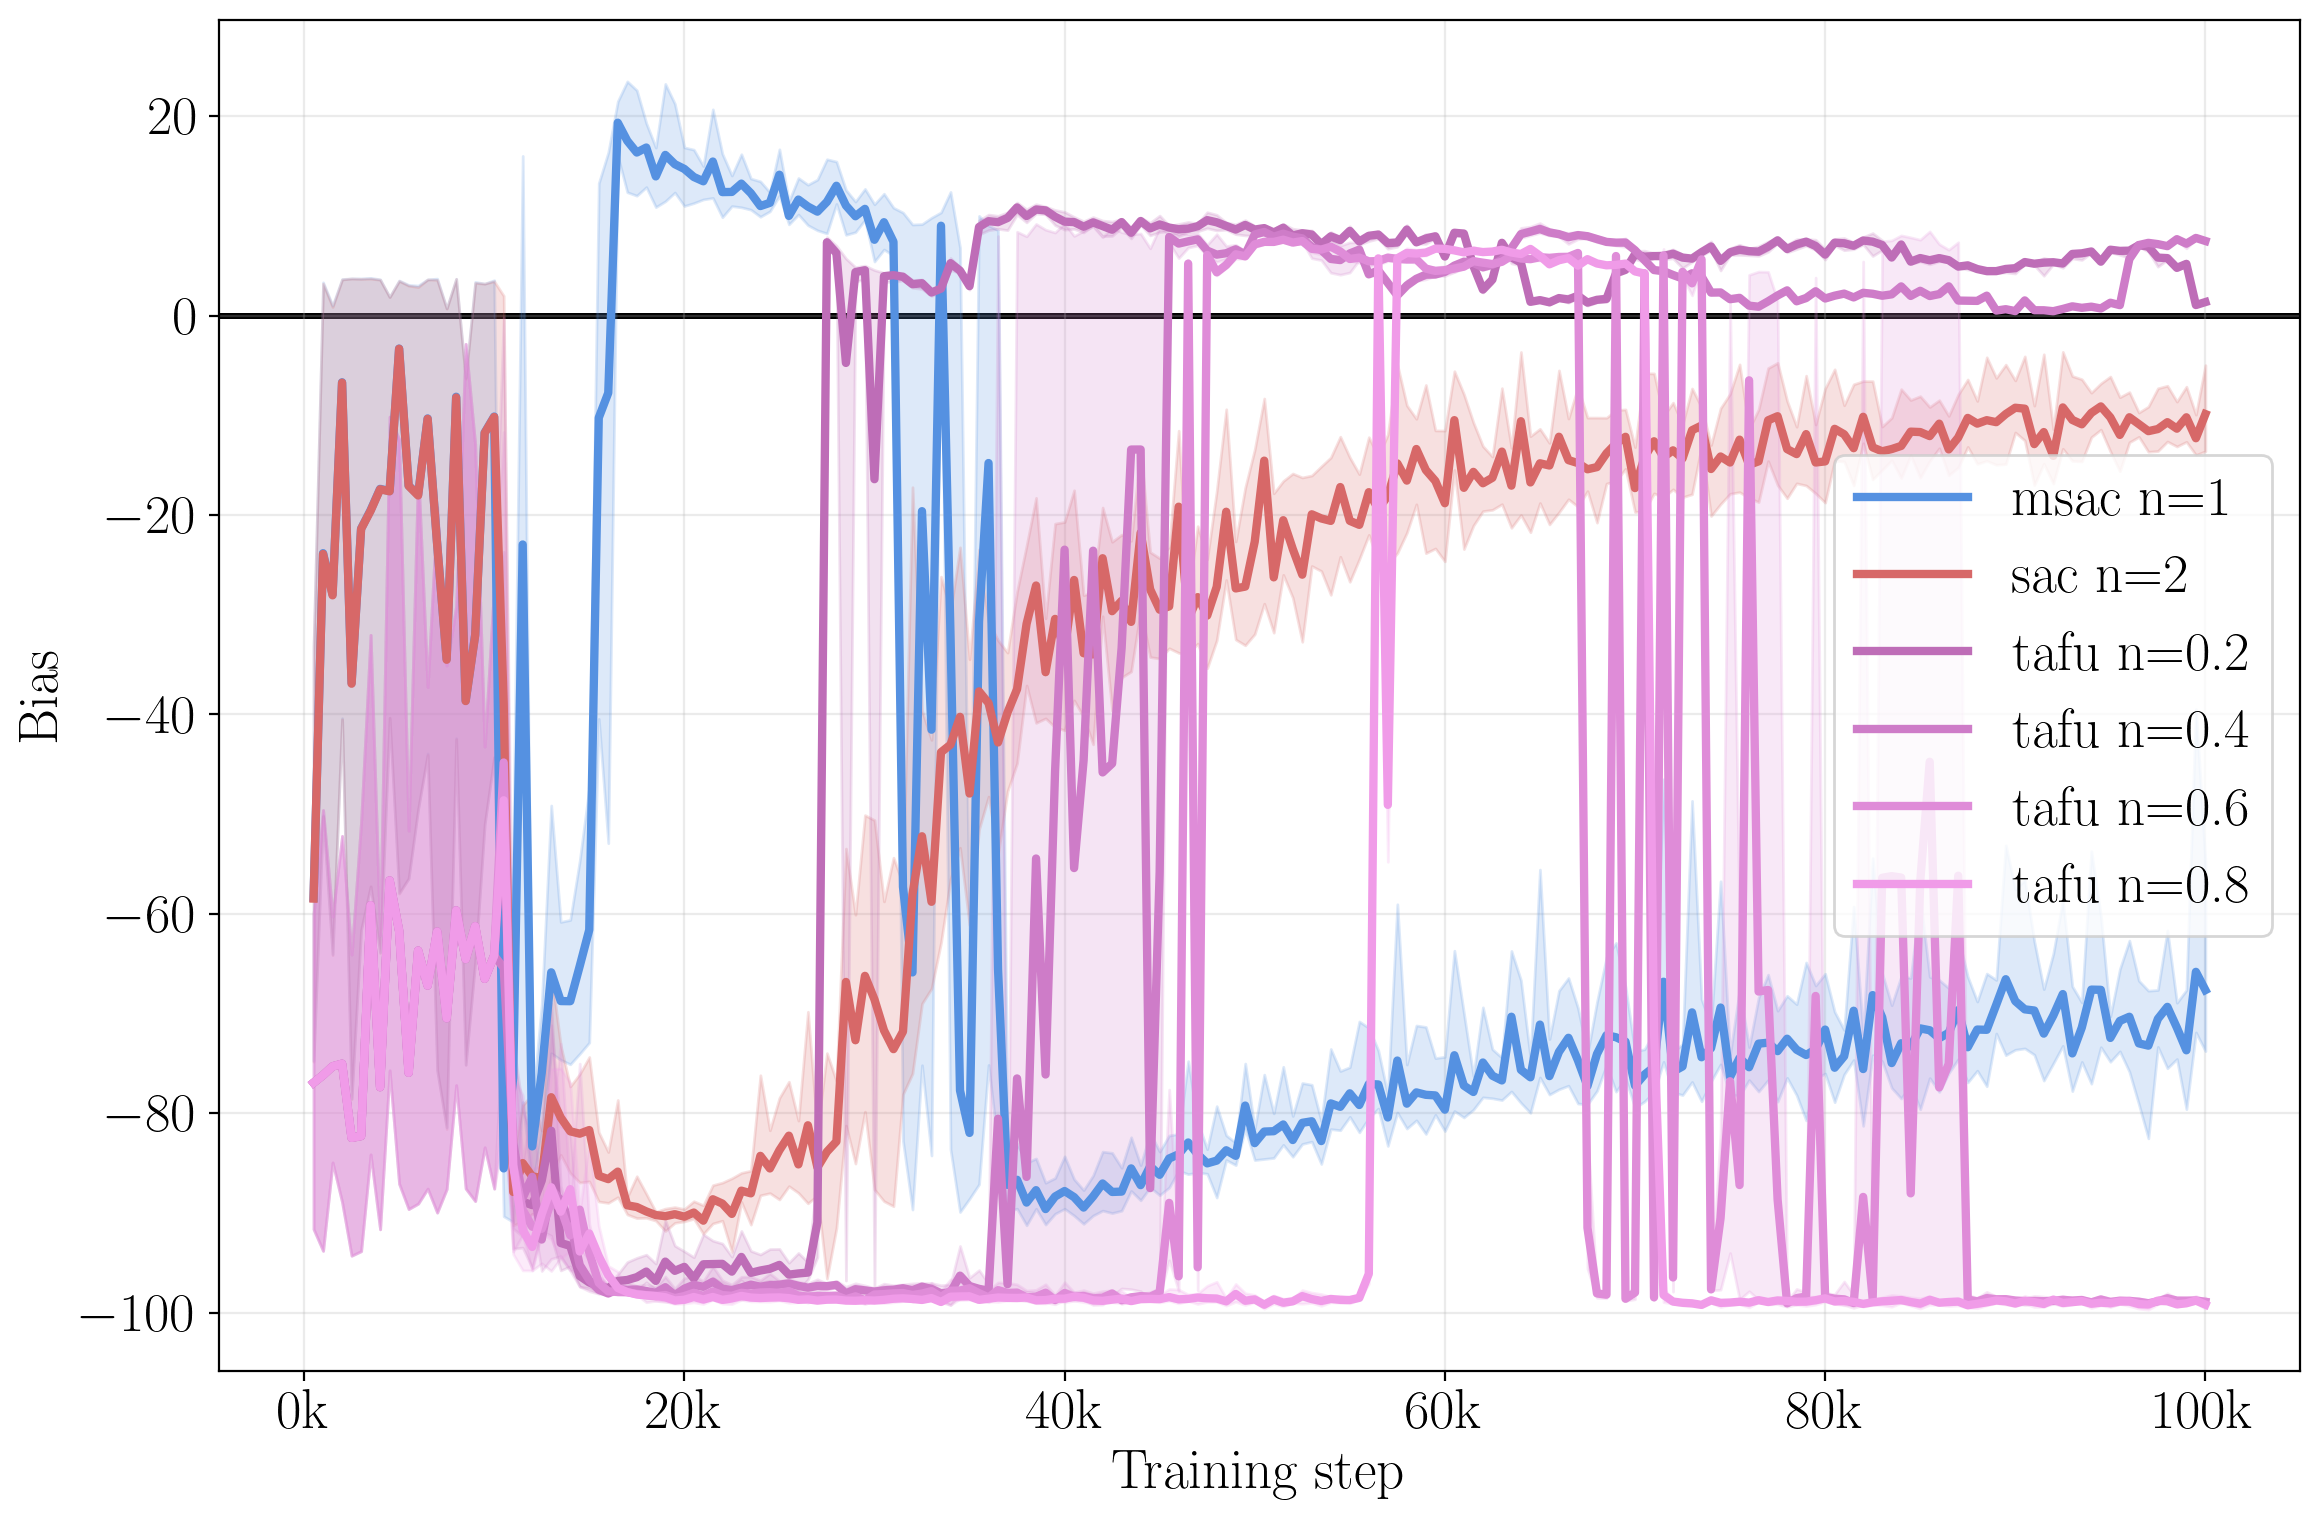 20
0
−20
−40
−60
−80
−100
Bias
0k
20k
40k
60k
80k
100k
Training step
msac n=1
sac n=2
tafu n=0.2
tafu n=0.4
tafu n=0.6
tafu n=0.8